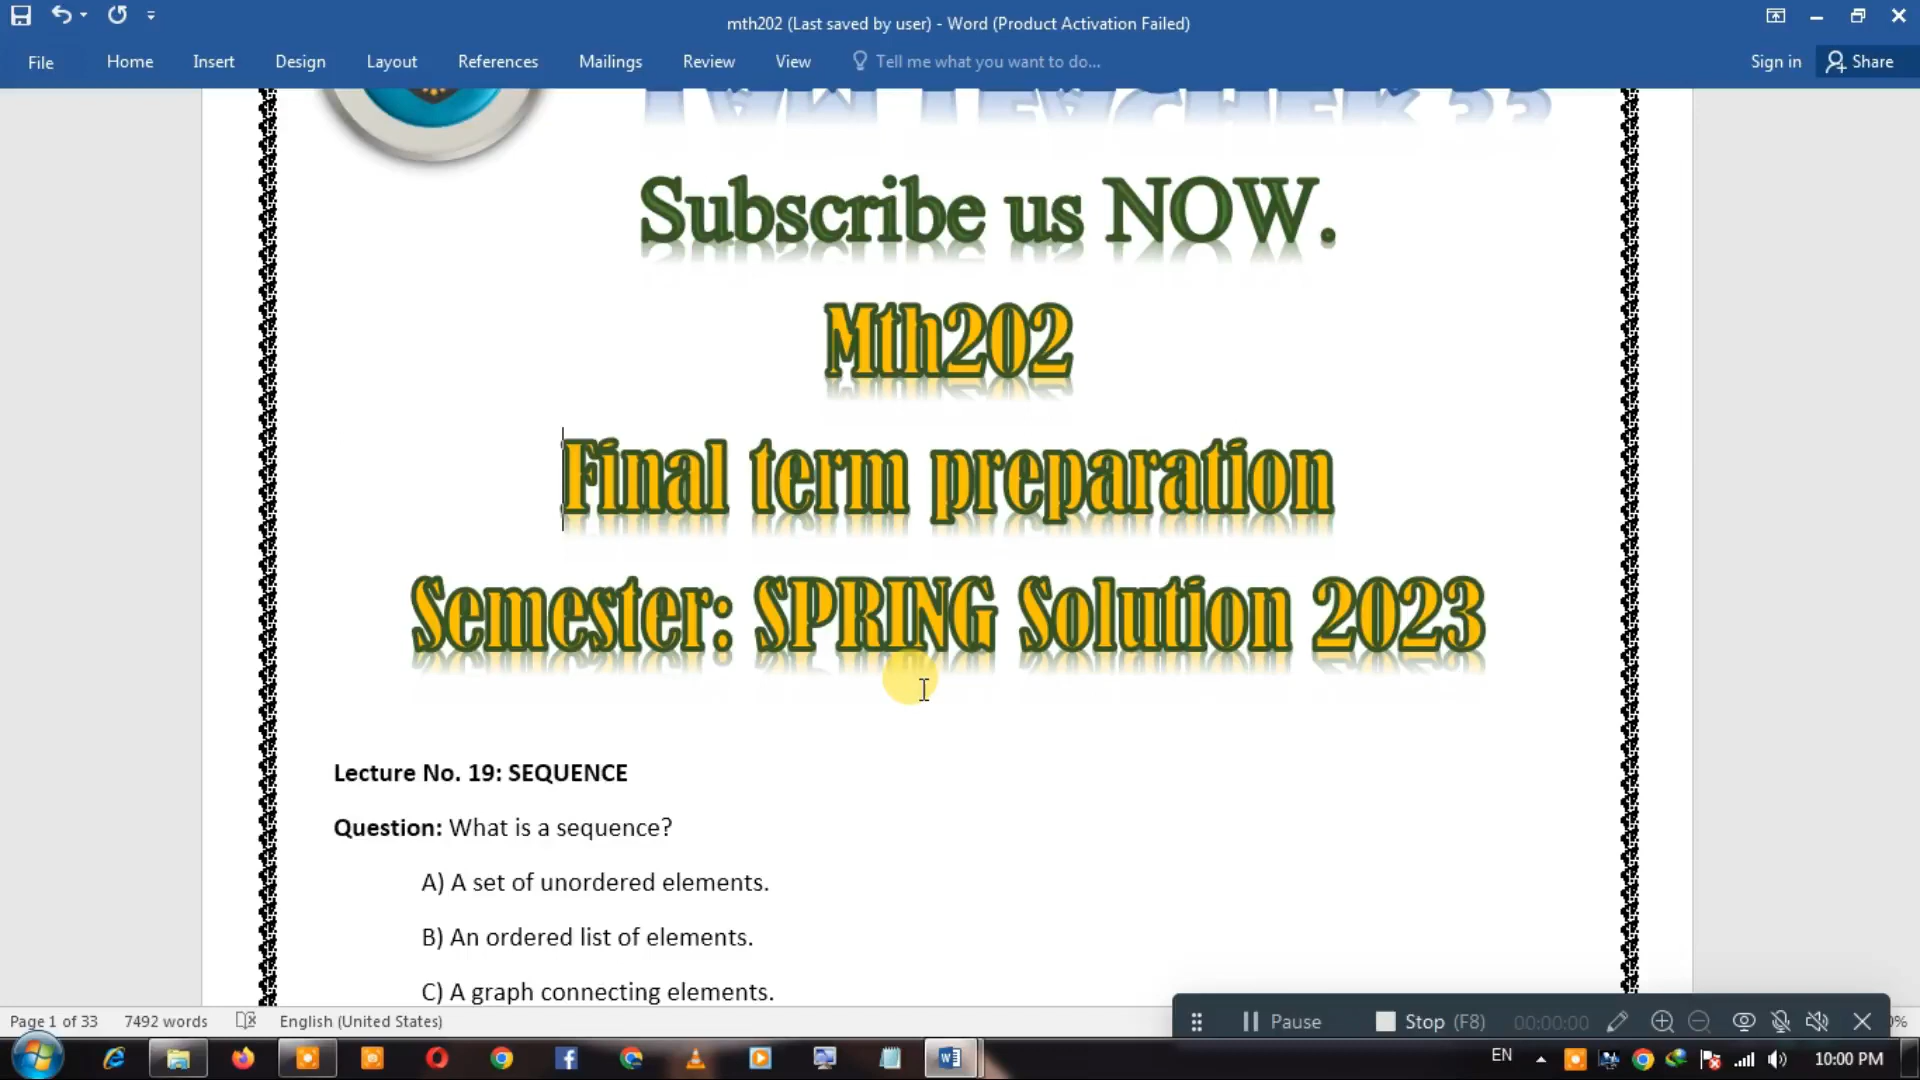 mth202 (Last saved by user) - Word (Product Activation Failed)
File Home Insert Design Layout References Mailings Review View Tell me what you want to do... Sign in Share
Subscribe us NOW.
Mth202
Final term preparation
Semester: SPRING Solution 2023
Lecture No. 19: SEQUENCE
Question: What is a sequence?
A) A set of unordered elements.
B) An ordered list of elements.
C) A graph connecting elements.
Page 1 of 33 7492 words English (United States) Pause Stop (F8) 00:00:00 0%
EN 10:00 PM